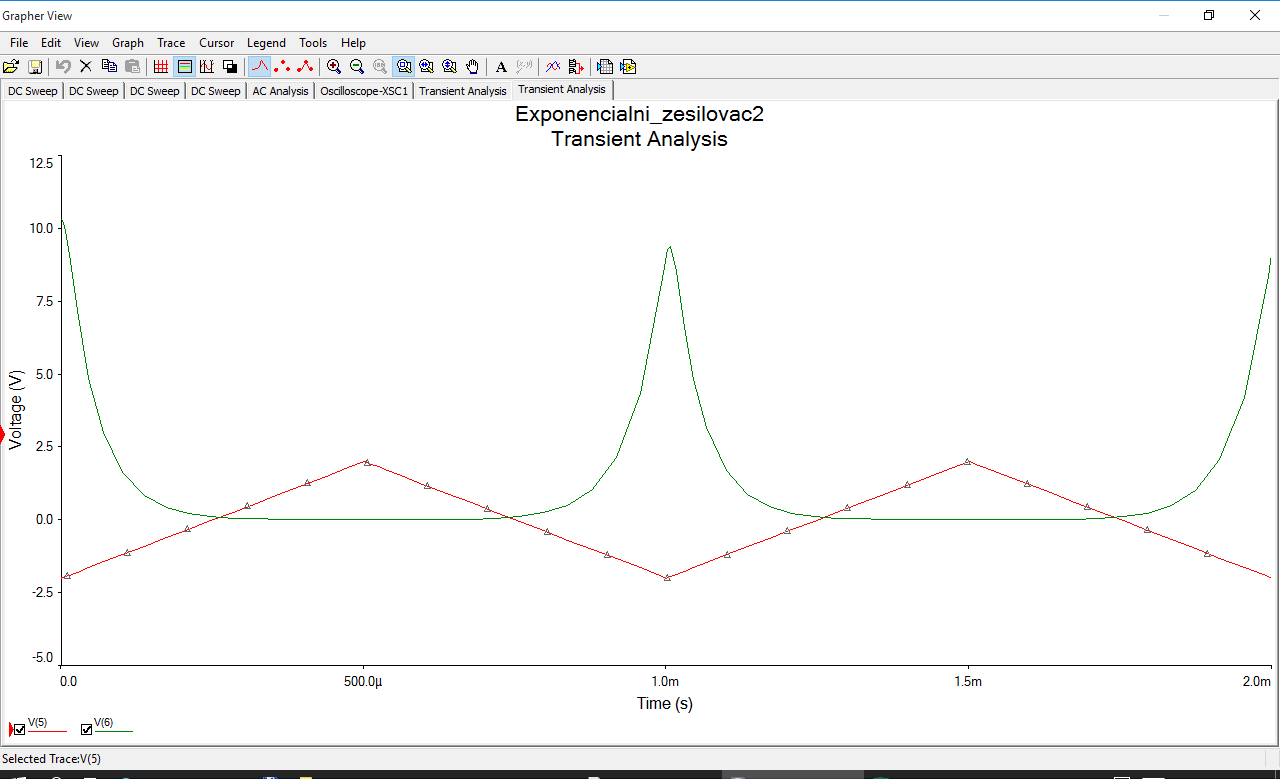 Grapher View
File Edit View Graph Trace Cursor Legend Tools Help
A
DC Sweep DC Sweep DC Sweep DC Sweep AC Analysis Oscilloscope-XSC1 Transient Analysis Transient Analysis
Exponencialni_zesilovac2
Transient Analysis
12.5
10.0
7.5
5.0
2.5
0.0
-2.5
-5.0
Voltage (V)
0.0 500.0µ 1.0m 1.5m 2.0m
Time (s)
V(5) V(6)
Selected Trace:V(5)